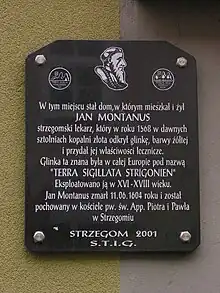 W tym miejscu stał dom, w którym mieszkał i żył
JAN MONTANUS
strzegomski lekarz, który w roku 1568 w dawnych
sztolniach kopalni złota odkrył glinkę, barwy żółtej
i przydał jej właściwości lecznicze.
Glinka ta znana była w całej Europie pod nazwą
"TERRA SIGILLATA STRIGONIEN"
Eksploatowano ją w XVI-XVIII wieku.
Jan Montanus zmarł 11.06.1604 roku i został
pochowany w kościele pw. św. App. Piotra i Pawła
w Strzegomiu
STRZEGOM 2001
S.T.I.G.